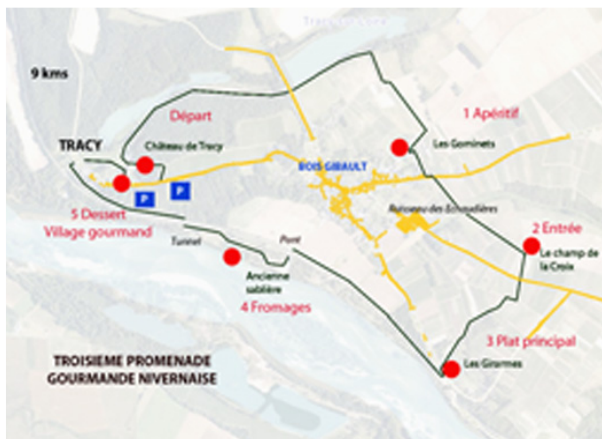 9 kms
Départ
1 Apéritif
TRACY
Château de Tracy
Les Gominets
BOIS GIBAULT
P
P
Ruisseau des Echaudières
5 Dessert
Village gourmand
2 Entrée
Tunnel
Pont
Le champ de
la Croix
Ancienne
sablière
4 Fromages
3 Plat principal
Les Girarmes
TROISIEME PROMENADE
GOURMANDE NIVERNAISE